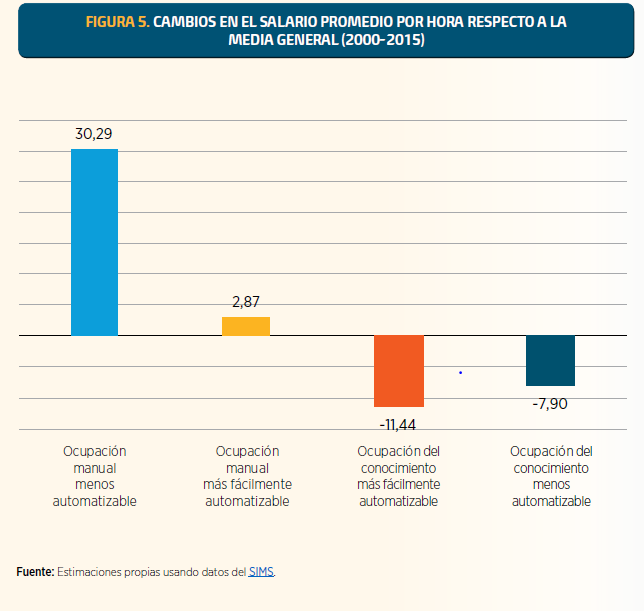 FIGURA 5. CAMBIOS EN EL SALARIO PROMEDIO POR HORA RESPECTO A LA
MEDIA GENERAL (2000-2015)
30,29
2,87
-11,44
-7,90
Ocupación
manual
menos
automatizable
Ocupación
manual
más fácilmente
automatizable
Ocupación del
conocimiento
más fácilmente
automatizable
Ocupación del
conocimiento
menos
automatizable
Fuente: Estimaciones propias usando datos del SIMS.